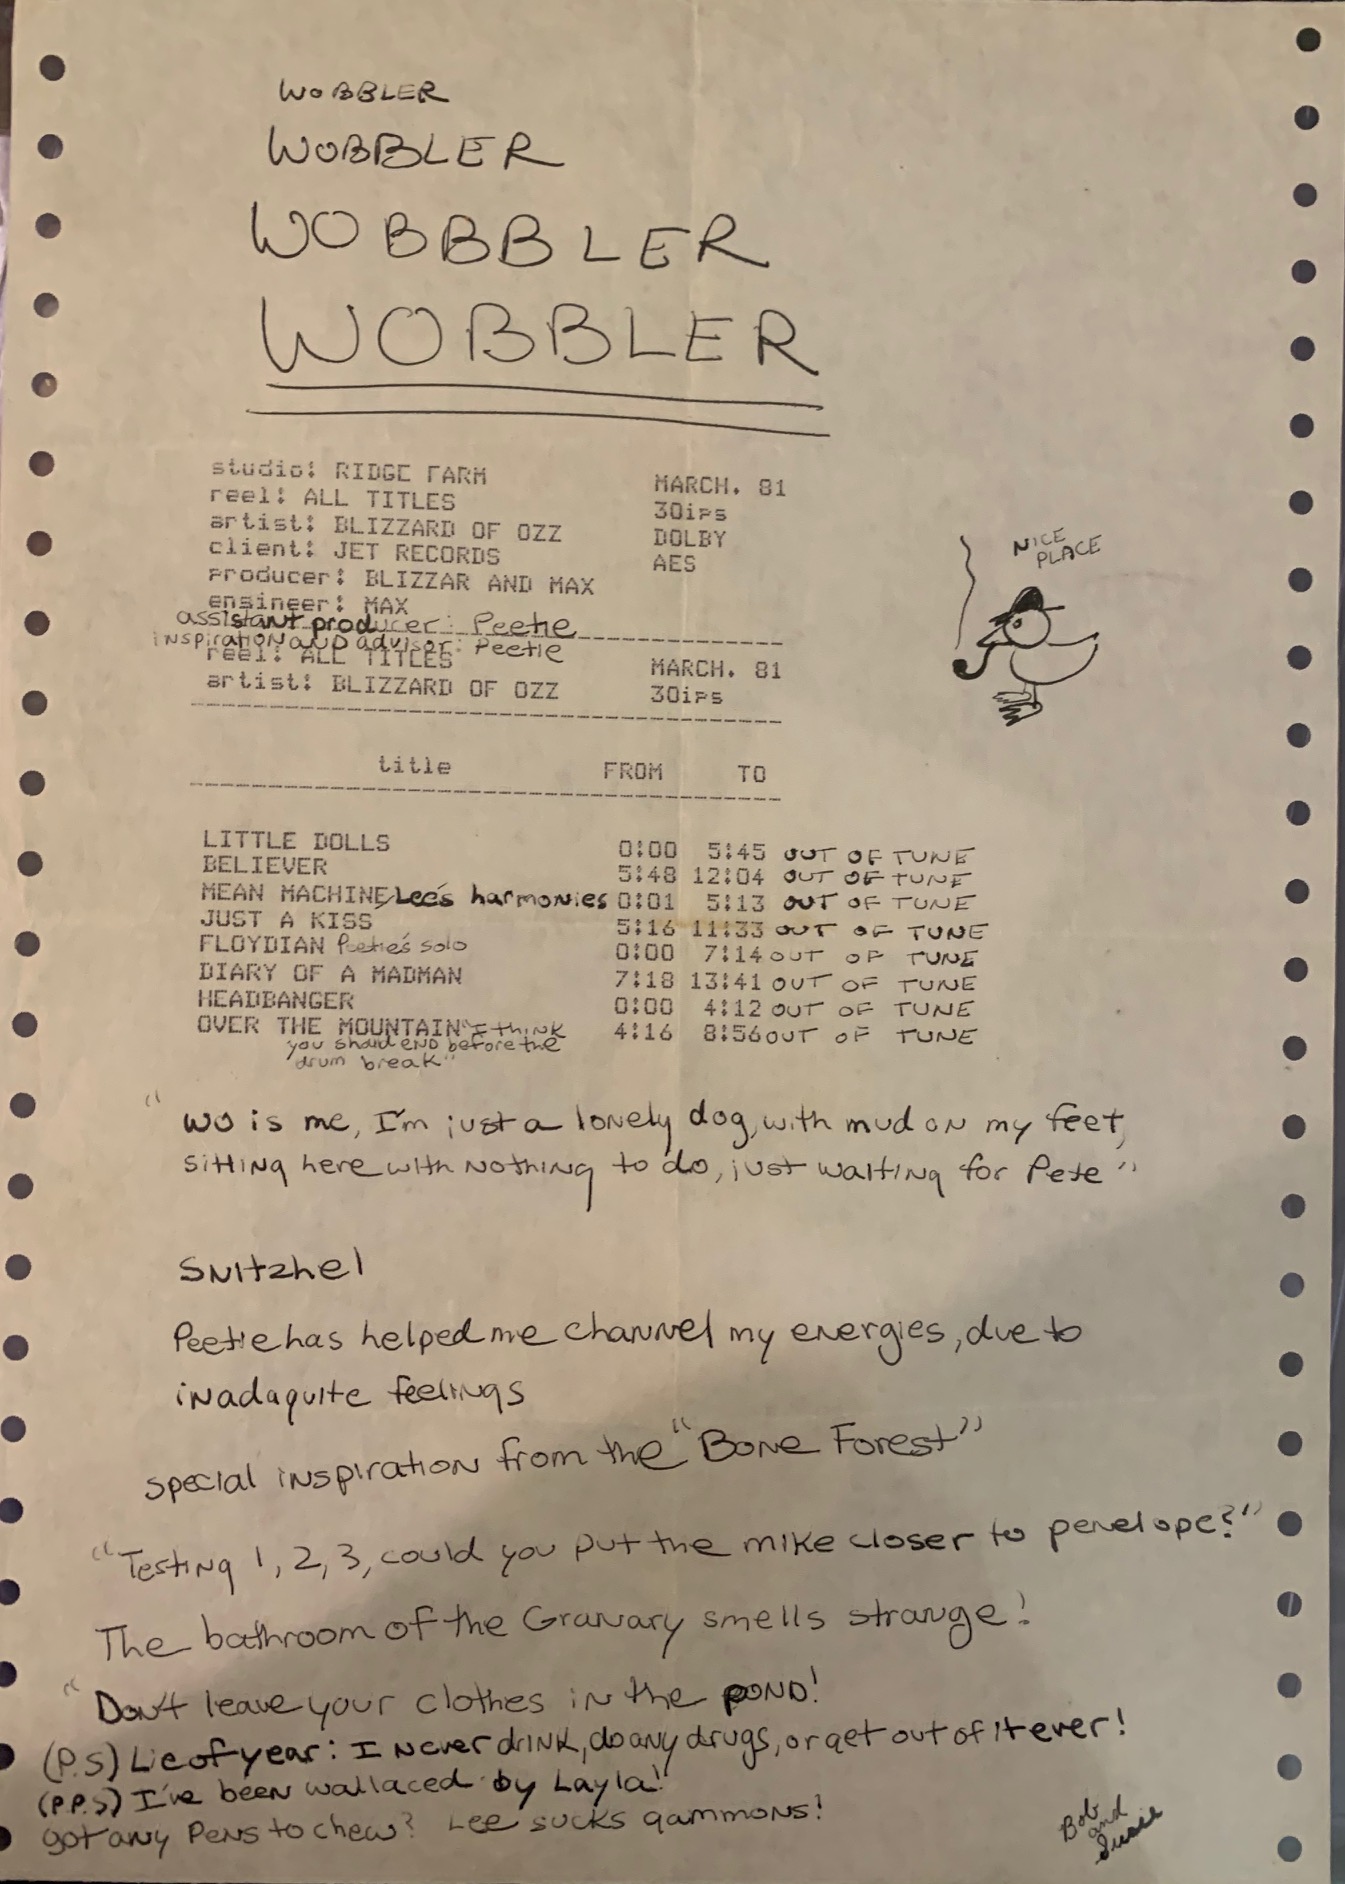 WOBBLER
WOBBLER
WOBBBLER
WOBBLER
studio: RIDGE FARM MARCH. 81
reel: ALL TITLES 30ips
artist: BLIZZARD OF OZZ DOLBY
client: JET RECORDS AES
Producer: BLIZZAR AND MAX
engineer: MAX
assistant producer: Peetie
inspiration and advisor: Peetie
reel: ALL TITLES MARCH. 81
artist: BLIZZARD OF OZZ 30ips
NICE
PLACE
title FROM TO
LITTLE DOLLS 0:00 5:45 OUT OF TUNE
BELIEVER 5:48 12:04 OUT OF TUNE
MEAN MACHINE/Lee's harmonies 0:01 5:13 OUT OF TUNE
JUST A KISS 5:16 11:33 OUT OF TUNE
FLOYDIAN Peetie's solo 0:00 7:14 OUT OF TUNE
DIARY OF A MADMAN 7:18 13:41 OUT OF TUNE
HEADBANGER 0:00 4:12 OUT OF TUNE
OVER THE MOUNTAIN "I think 4:16 8:56 OUT OF TUNE
you should END before the
drum break"
"Wo is me, I'm just a lonely dog, with mud on my feet,
sitting here with nothing to do, just waiting for Pete"
Snitzhel
Peetie has helped me channel my energies, due to
inadaquite feelings
special inspiration from the "Bone Forest"
"Testing 1, 2, 3, could you put the mike closer to penelope?"
The bathroom of the Granary smells strange!
"Don't leave your clothes in the POND!
(P.S) Lie of year: I never drink, do any drugs, or get out of it ever!
(P.P.S) I've been wallaced by Layla!
got any pens to chew? Lee sucks gammons!
Bob
and
Susie